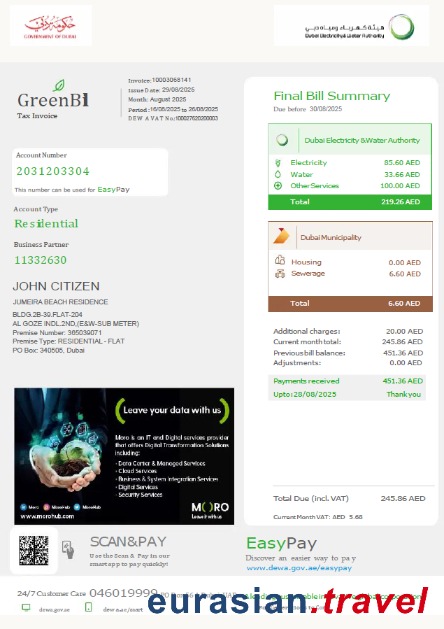 حكومة دبي
GOVERNMENT OF DUBAI
هيئة كهرباء ومياه دبي
Dubai Electricity & Water Authority
GreenBill
Tax Invoice
Invoice:10003068141
Issue Date: 29/08/2025
Month: August 2025
Period : 16/08/2025 to 26/08/2025
DEWA VAT No:100027620200003
Account Number
2031203304
This number can be used for EasyPay
Account Type
Residential
Business Partner
11332630
JOHN CITIZEN
JUMEIRA BEACH RESIDENCE
BLDG.2B-39.FLAT-204
AL GOZE INDL.2ND,(E&W-SUB METER)
Premise Number: 365039071
Premise Type: RESIDENTIAL - FLAT
PO Box: 340505, Dubai
Final Bill Summary
Due before 30/08/2025
Dubai Electricity &Water Authority
Electricity 85.60 AED
Water 33.66 AED
Other Services 100.00 AED
Total 219.26 AED
Dubai Municipality
Housing 0.00 AED
Sewerage 6.60 AED
Total 6.60 AED
Additional charges: 20.00 AED
Current month total: 245.86 AED
Previous bill balance: 451.36 AED
Adjustments: 0.00 AED
Payments received 451.36 AED
Upto: 28/08/2025 Thank you
Leave your data with us
Moro is an IT and Digital services provider
that offers Digital Transformation Solutions
including:
• Data Center & Managed Services
• Cloud Services
• Business & System Integration Services
• Digital Services
• Security Services
Moro MoroHub MoroHub
www.morohub.com
MORO
Leave it with us
Total Due (incl. VAT) 245.86 AED
Current Month VAT: AED 5.68
SCAN&PAY
Use the Scan & Pay in our
smart app to pay quickly!
EasyPay
Discover an easier way to pay
www.dewa.gov.ae/easypay
24/7 Customer Care 046019999
dewa.gov.ae
eurasian travel